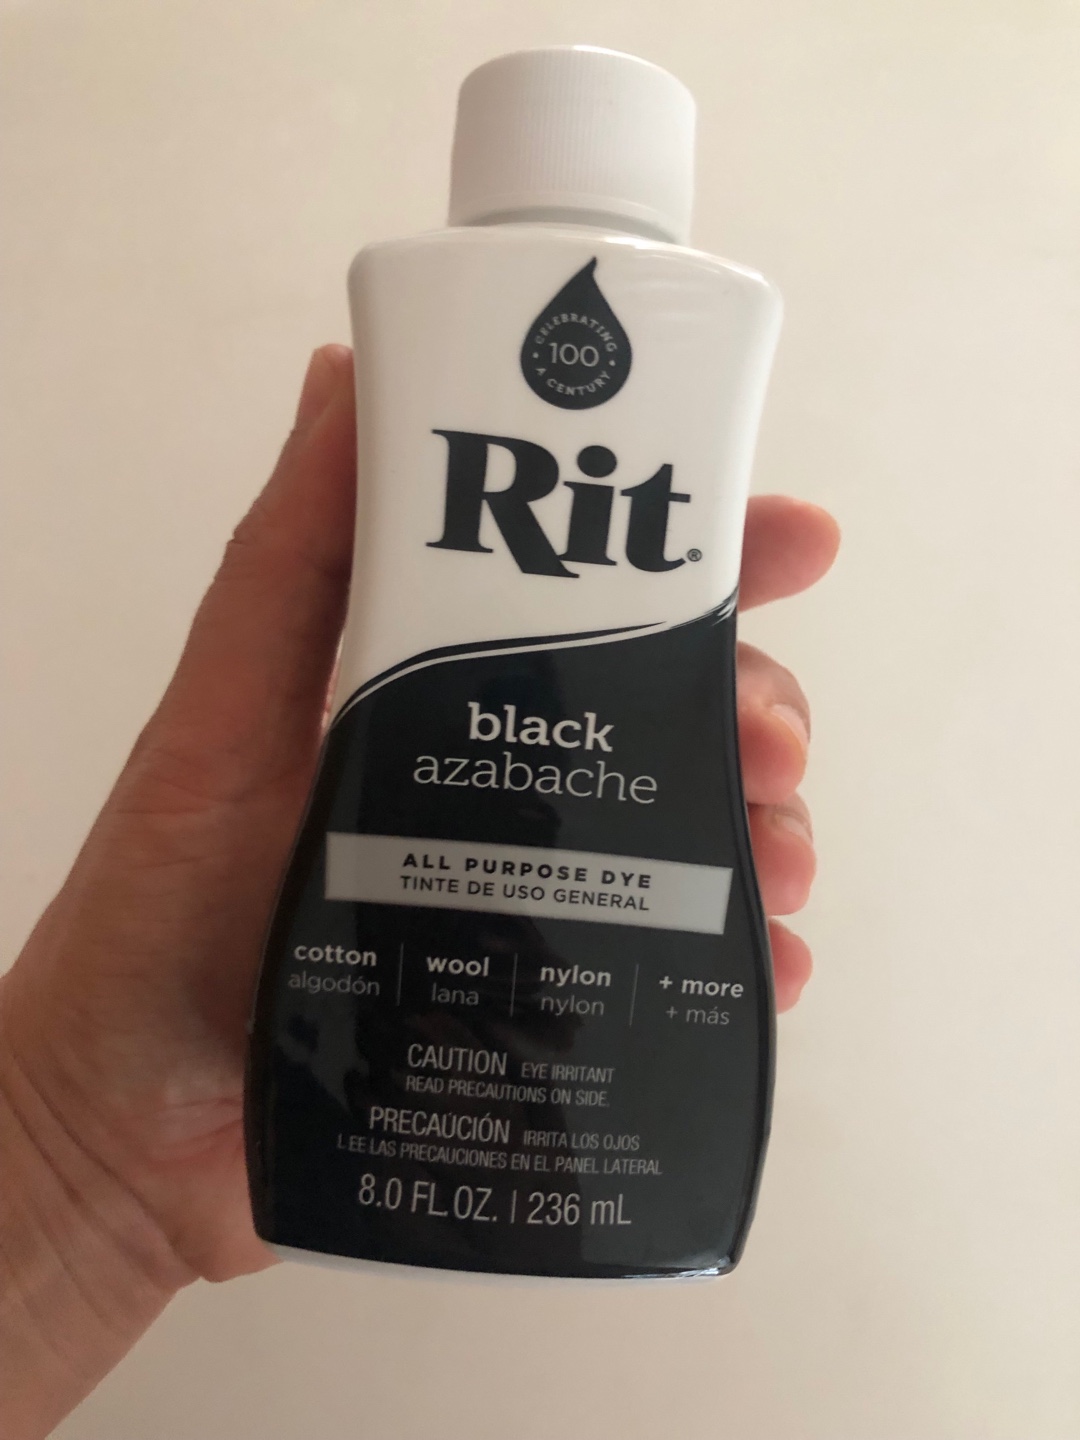 CELEBRATING
100
A CENTURY
Rit®
black
azabache
ALL PURPOSE DYE
TINTE DE USO GENERAL
cotton | wool | nylon | + more
algodón | lana | nylon | + más
CAUTION EYE IRRITANT
READ PRECAUTIONS ON SIDE.
PRECAUCIÓN IRRITA LOS OJOS
LEE LAS PRECAUCIONES EN EL PANEL LATERAL
8.0 FL. OZ. | 236 mL